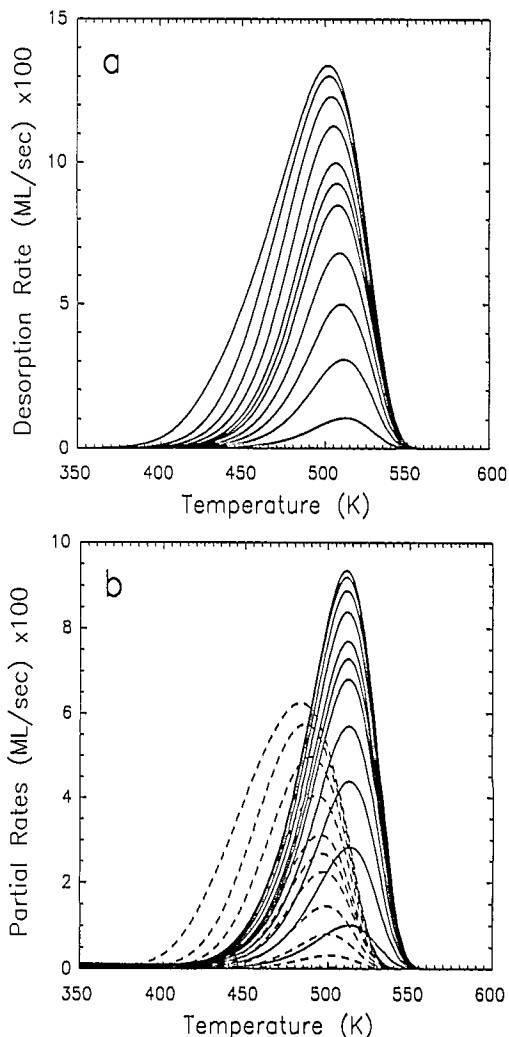 a
Desorption Rate (ML/sec) x100
15
10
5
0
350 400 450 500 550 600
Temperature (K)
b
Partial Rates (ML/sec) x100
10
8
6
4
2
0
350 400 450 500 550 600
Temperature (K)